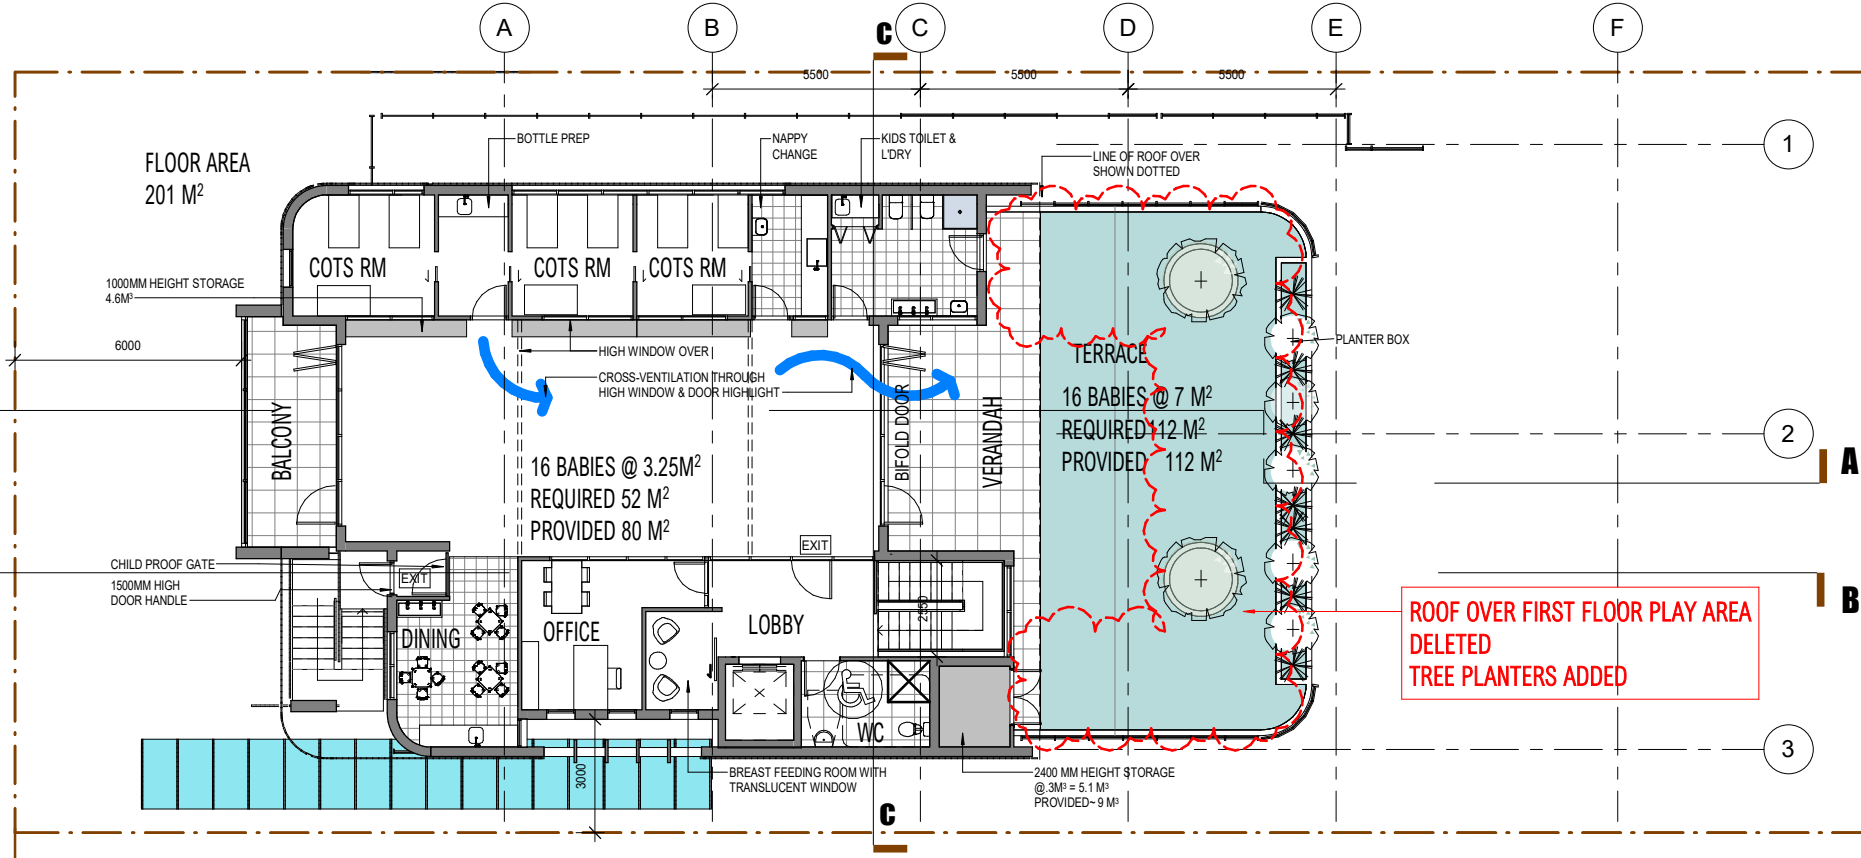 A
B
C
C
D
E
F
5500
5500
5500
1
FLOOR AREA
201 M²
BOTTLE PREP
NAPPY
CHANGE
KIDS TOILET &
L'DRY
LINE OF ROOF OVER
SHOWN DOTTED
COTS RM
COTS RM
COTS RM
1000MM HEIGHT STORAGE
4.6M³
6000
HIGH WINDOW OVER
CROSS-VENTILATION THROUGH
HIGH WINDOW & DOOR HIGHLIGHT
BALCONY
BIFOLD DOOR
VERANDAH
TERRACE
16 BABIES @ 7 M²
REQUIRED 112 M²
PROVIDED 112 M²
PLANTER BOX
2
A
16 BABIES @ 3.25M²
REQUIRED 52 M²
PROVIDED 80 M²
EXIT
CHILD PROOF GATE
1500MM HIGH
DOOR HANDLE
EXIT
DINING
OFFICE
LOBBY
2550
WC
B
ROOF OVER FIRST FLOOR PLAY AREA
DELETED
TREE PLANTERS ADDED
3
3000
BREAST FEEDING ROOM WITH
TRANSLUCENT WINDOW
2400 MM HEIGHT STORAGE
@.3M³ = 5.1 M³
PROVIDED~ 9 M³
C